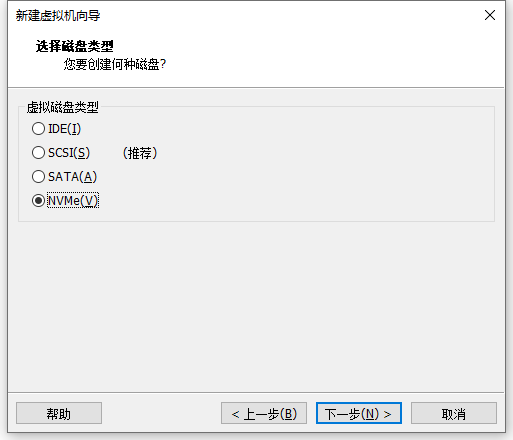 新建虚拟机向导
选择磁盘类型
您要创建何种磁盘?
虚拟磁盘类型
IDE(I)
SCSI(S) (推荐)
SATA(A)
NVMe(V)
帮助 < 上一步(B) 下一步(N) > 取消